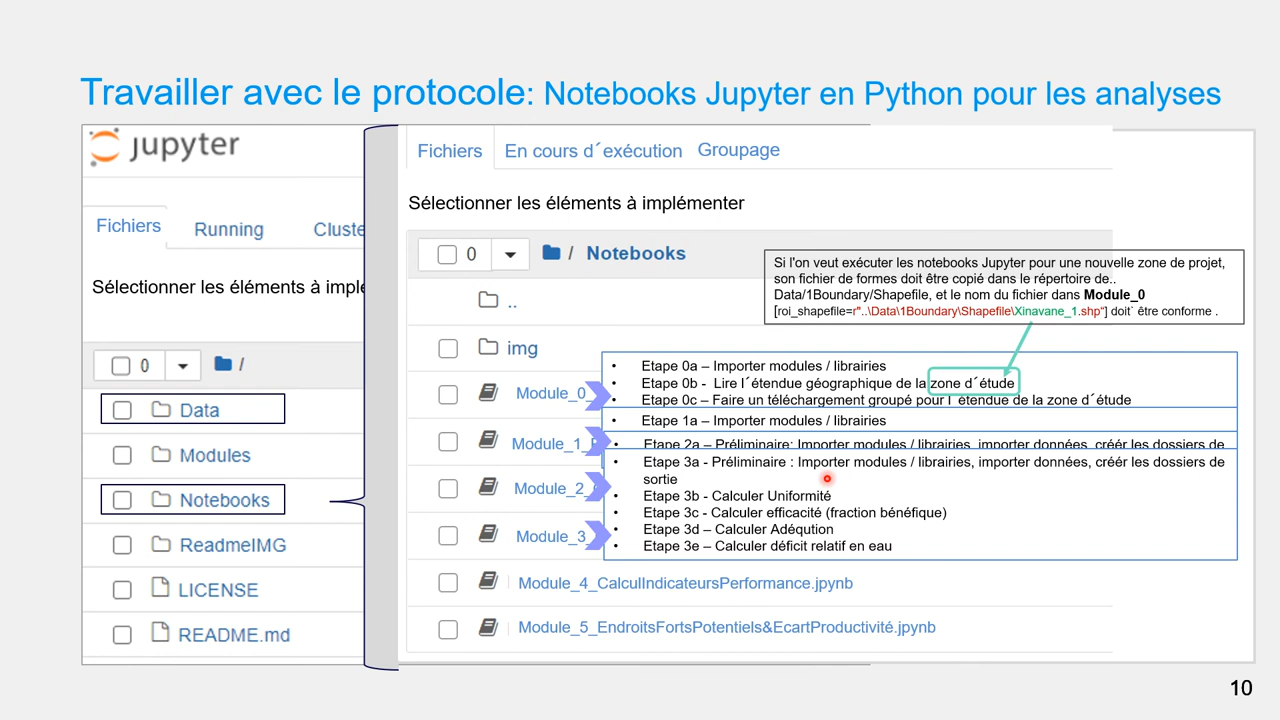 Travailler avec le protocole: Notebooks Jupyter en Python pour les analyses
jupyter
Fichiers
Running
Cluste
Sélectionner les éléments à implé
0
/
Data
Modules
Notebooks
ReadmeIMG
LICENSE
README.md
Fichiers
En cours d´exécution
Groupage
Sélectionner les éléments à implémenter
0
/ Notebooks
..
img
Module_0_
Module_1_
Module_2_
Module_3_
Module_4_CalculIndicateursPerformance.jpynb
Module_5_EndroitsFortsPotentiels&EcartProductivité.jpynb
Si l'on veut exécuter les notebooks Jupyter pour une nouvelle zone de projet,
son fichier de formes doit être copié dans le répertoire de..
Data/1Boundary/Shapefile, et le nom du fichier dans Module_0
[roi_shapefile=r"..\Data\1Boundary\Shapefile\Xinavane_1.shp"] doit´ être conforme .
• Etape 0a – Importer modules / librairies
• Etape 0b - Lire l´étendue géographique de la zone d´étude
• Etape 0c – Faire un téléchargement groupé pour l´étendue de la zone d´étude
• Etape 1a – Importer modules / librairies
• Etape 2a – Préliminaire: Importer modules / librairies, importer données, créér les dossiers de
• Etape 3a - Préliminaire : Importer modules / librairies, importer données, créér les dossiers de
sortie
• Etape 3b - Calculer Uniformité
• Etape 3c - Calculer efficacité (fraction bénéfique)
• Etape 3d – Calculer Adéqution
• Etape 3e – Calculer déficit relatif en eau
10